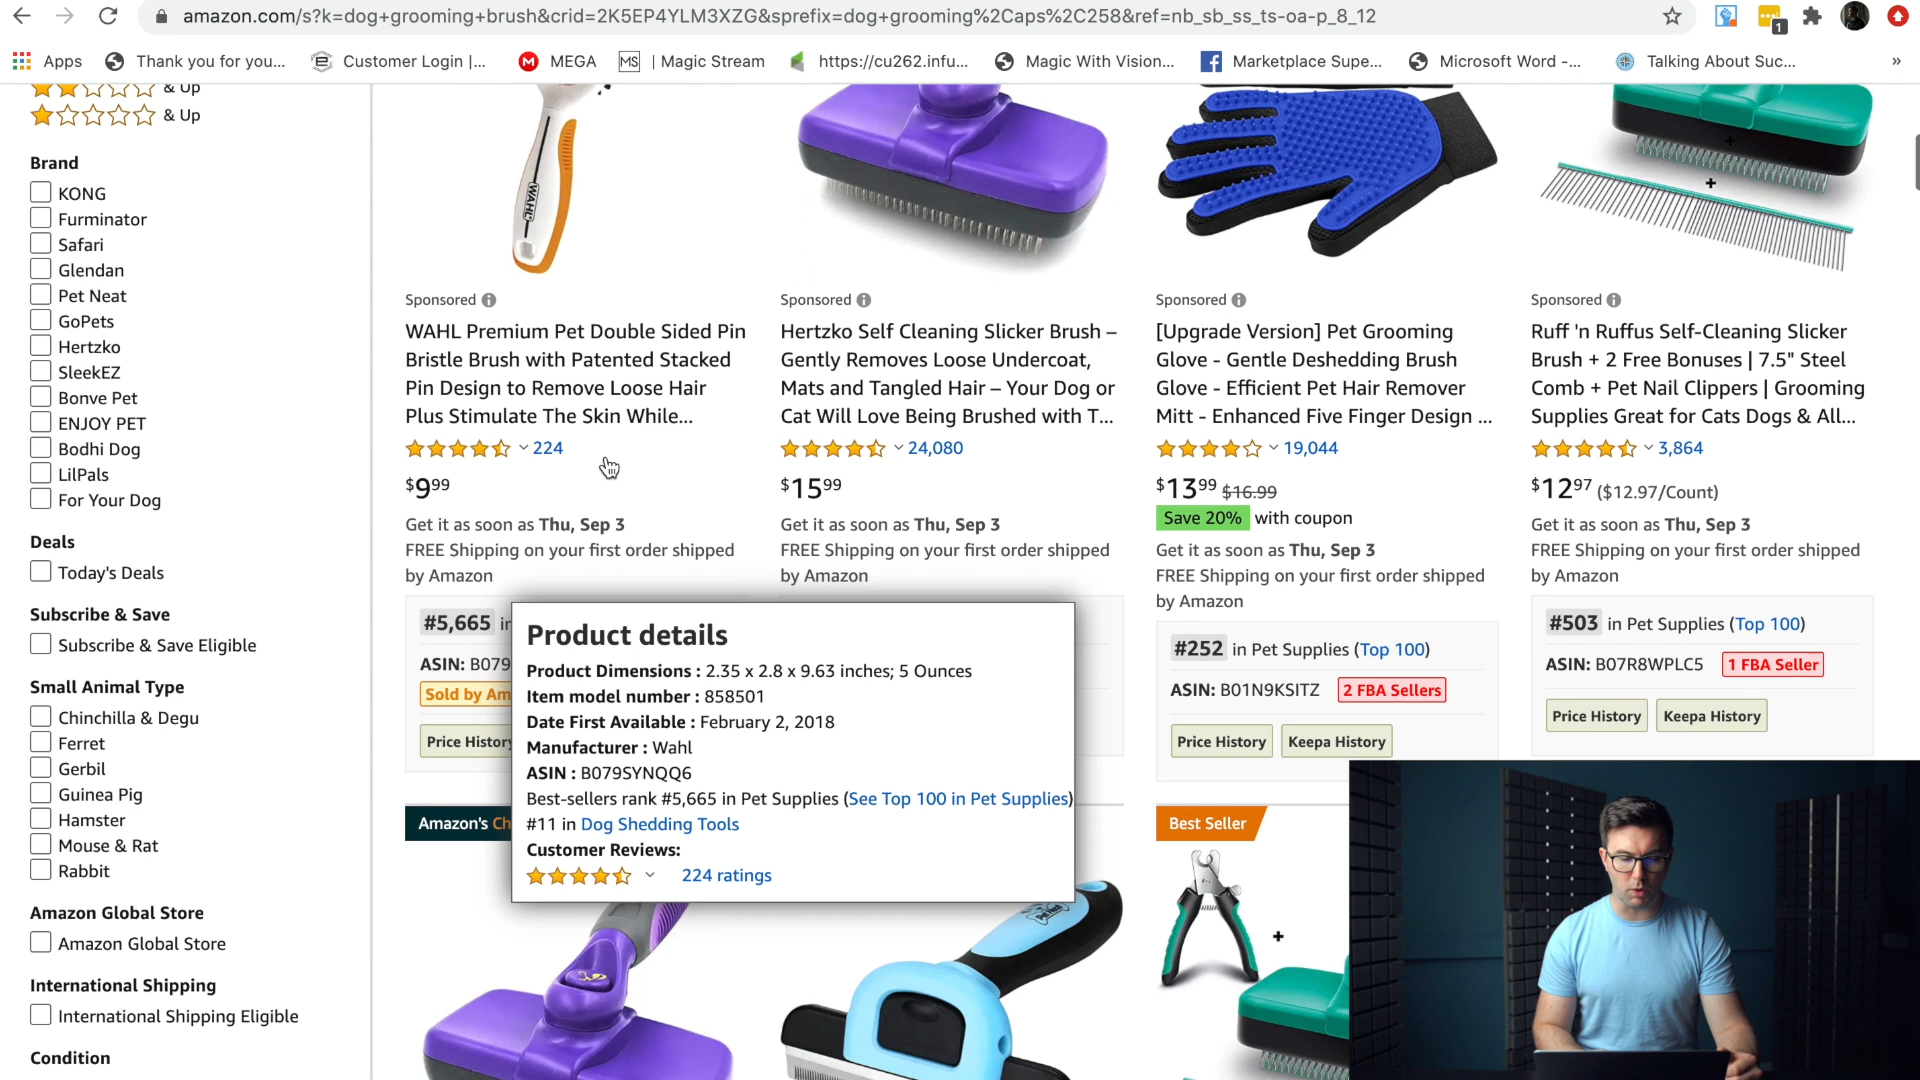 amazon.com/s?k=dog+grooming+brush&crid=2K5EP4YLM3XZG&sprefix=dog+grooming%2Caps%2C258&ref=nb_sb_ss_ts-oa-p_8_12
1
Apps
Thank you for you...
Customer Login |...
MEGA
MS
| Magic Stream
https://cu262.infu...
Magic With Vision...
Marketplace Supe...
Microsoft Word -...
Talking About Suc...
»
& Up
& Up
Brand
KONG
Furminator
Safari
Glendan
Pet Neat
GoPets
Hertzko
SleekEZ
Bonve Pet
ENJOY PET
Bodhi Dog
LilPals
For Your Dog
Deals
Today's Deals
Subscribe & Save
Subscribe & Save Eligible
Small Animal Type
Chinchilla & Degu
Ferret
Gerbil
Guinea Pig
Hamster
Mouse & Rat
Rabbit
Amazon Global Store
Amazon Global Store
International Shipping
International Shipping Eligible
Condition
WAHL
Sponsored
WAHL Premium Pet Double Sided Pin
Bristle Brush with Patented Stacked
Pin Design to Remove Loose Hair
Plus Stimulate The Skin While...
224
$9.99
Get it as soon as Thu, Sep 3
FREE Shipping on your first order shipped
by Amazon
#5,665 in
ASIN: B079
Sold by Am
Price History
Amazon's Ch
Sponsored
Hertzko Self Cleaning Slicker Brush –
Gently Removes Loose Undercoat,
Mats and Tangled Hair – Your Dog or
Cat Will Love Being Brushed with T...
24,080
$15.99
Get it as soon as Thu, Sep 3
FREE Shipping on your first order shipped
by Amazon
Product details
Product Dimensions : 2.35 x 2.8 x 9.63 inches; 5 Ounces
Item model number : 858501
Date First Available : February 2, 2018
Manufacturer : Wahl
ASIN : B079SYNQQ6
Best-sellers rank #5,665 in Pet Supplies (See Top 100 in Pet Supplies)
#11 in Dog Shedding Tools
Customer Reviews:
224 ratings
Pet Neat
Sponsored
[Upgrade Version] Pet Grooming
Glove - Gentle Deshedding Brush
Glove - Efficient Pet Hair Remover
Mitt - Enhanced Five Finger Design ...
19,044
$13.99 $16.99
Save 20% with coupon
Get it as soon as Thu, Sep 3
FREE Shipping on your first order shipped
by Amazon
#252 in Pet Supplies (Top 100)
ASIN: B01N9KSITZ 2 FBA Sellers
Price History Keepa History
Best Seller
+
+
+
Sponsored
Ruff 'n Ruffus Self-Cleaning Slicker
Brush + 2 Free Bonuses | 7.5" Steel
Comb + Pet Nail Clippers | Grooming
Supplies Great for Cats Dogs & All...
3,864
$12.97 ($12.97/Count)
Get it as soon as Thu, Sep 3
FREE Shipping on your first order shipped
by Amazon
#503 in Pet Supplies (Top 100)
ASIN: B07R8WPLC5 1 FBA Seller
Price History Keepa History